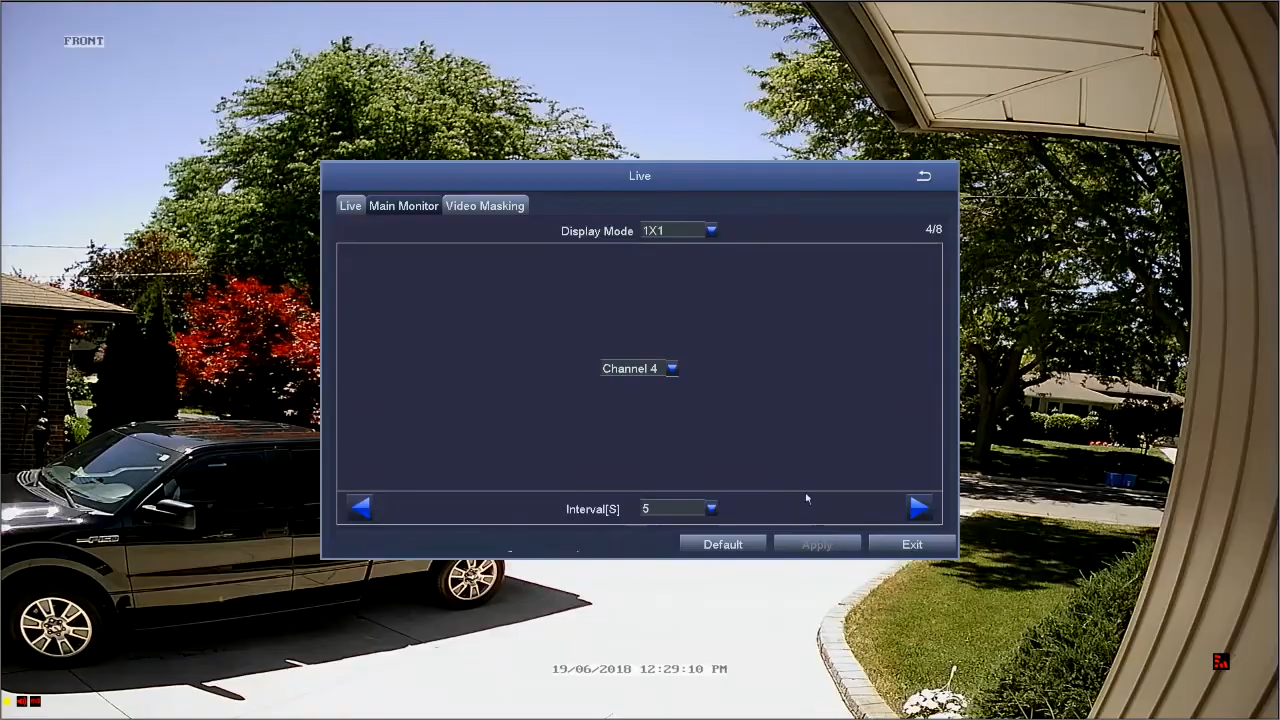 FRONT
Live
Live Main Monitor Video Masking
Display Mode 1X1 4/8
Channel 4
Interval[S] 5
Default Apply Exit
19/06/2018 12:29:10 PM